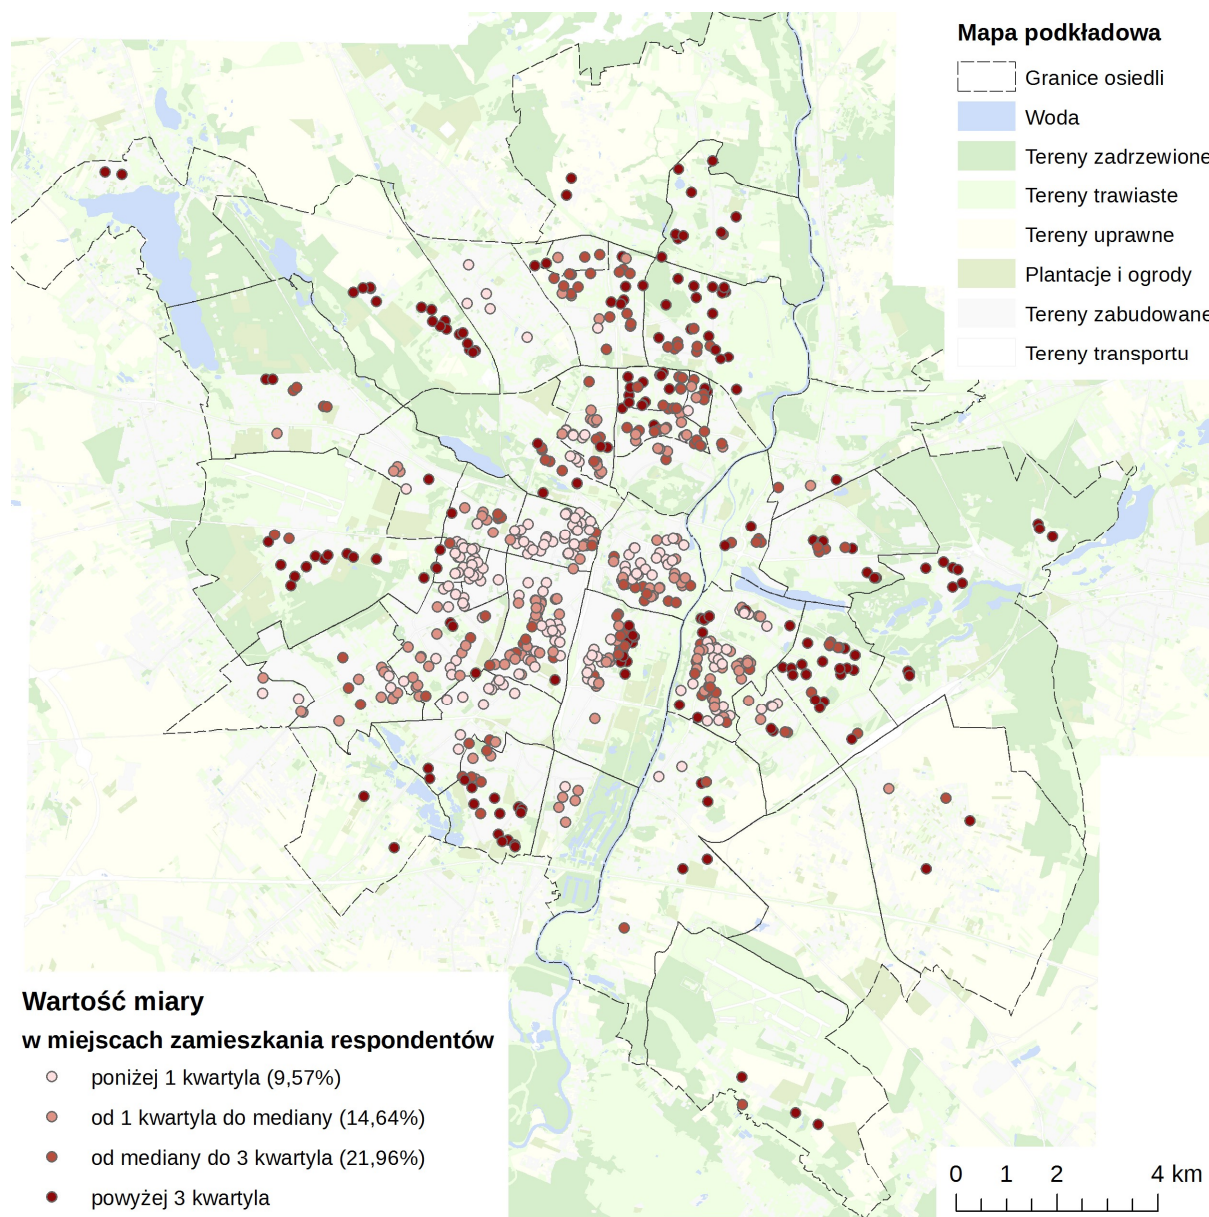 Mapa podkładowa
Granice osiedli
Woda
Tereny zadrzewione
Tereny trawiaste
Tereny uprawne
Plantacje i ogrody
Tereny zabudowane
Tereny transportu
Wartość miary
w miejscach zamieszkania respondentów
poniżej 1 kwartyla (9,57%)
od 1 kwartyla do mediany (14,64%)
od mediany do 3 kwartyla (21,96%)
powyżej 3 kwartyla
0 1 2 4 km